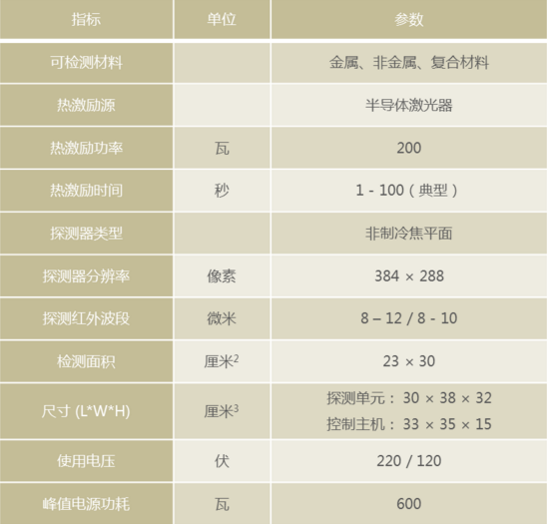 指标 单位 参数
可检测材料 金属、非金属、复合材料
热激励源 半导体激光器
热激励功率 瓦 200
热激励时间 秒 1 - 100 ( 典型 )
探测器类型 非制冷焦平面
探测器分辨率 像素 384 × 288
探测红外波段 微米 8 – 12 / 8 - 10
检测面积 厘米² 23 × 30
尺寸 (L*W*H) 厘米³ 探测单元： 30 × 38 × 32
控制主机： 33 × 35 × 15
使用电压 伏 220 / 120
峰值电源功耗 瓦 600